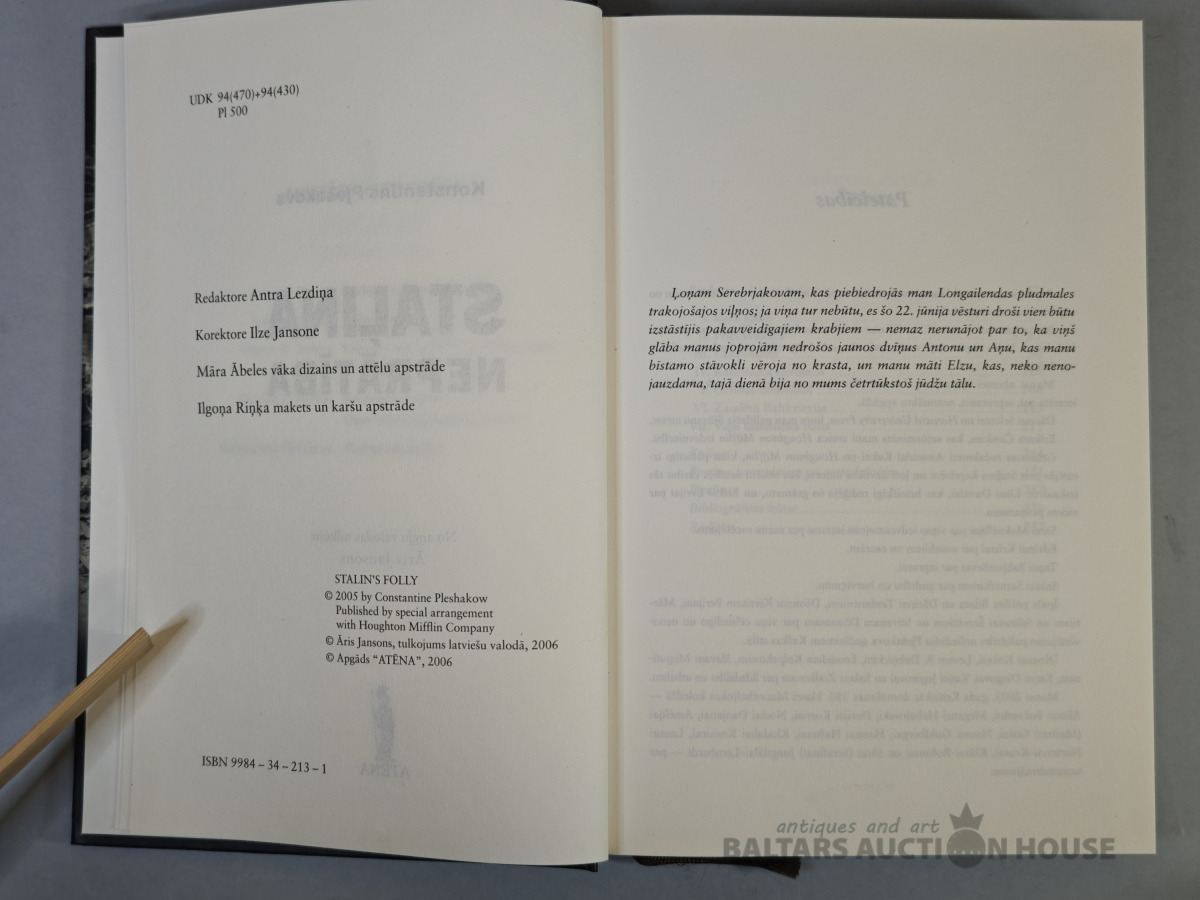 UDK 94(470)+94(430)
Pl 500
Redaktore Antra Lezdiņa
Korektore Ilze Jansone
Māra Ābeles vāka dizains un attēlu apstrāde
Ilgoņa Riņķa makets un karšu apstrāde
STALIN'S FOLLY
© 2005 by Constantine Pleshakow
Published by special arrangement
with Houghton Mifflin Company
© Āris Jansons, tulkojums latviešu valodā, 2006
© Apgāds “ATĒNA”, 2006
ISBN 9984 – 34 – 213 – 1
Ļoņam Serebrjakovam, kas piebiedrojās man Longailendas pludmales
trakojošajos viļņos; ja viņa tur nebūtu, es šo 22. jūnija vēsturi droši vien būtu
izstāstījis pakavveidīgajiem krabjiem — nemaz nerunājot par to, ka viņš
glāba manus joprojām nedrošos jaunos dvīņus Antonu un Aņu, kas manu
bīstamo stāvokli vēroja no krasta, un manu māti Elzu, kas, neko neno-
jauzdama, tajā dienā bija no mums četrtūkstoš jūdžu tālu.
antiques and art
BALTARS AUCTION HOUSE